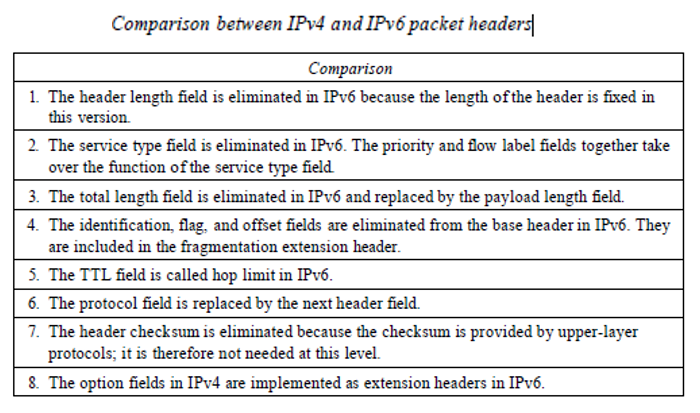 Comparison between IPv4 and IPv6 packet headers
Comparison
1. The header length field is eliminated in IPv6 because the length of the header is fixed in
this version.
2. The service type field is eliminated in IPv6. The priority and flow label fields together take
over the function of the service type field.
3. The total length field is eliminated in IPv6 and replaced by the payload length field.
4. The identification, flag, and offset fields are eliminated from the base header in IPv6. They
are included in the fragmentation extension header.
5. The TTL field is called hop limit in IPv6.
6. The protocol field is replaced by the next header field.
7. The header checksum is eliminated because the checksum is provided by upper-layer
protocols; it is therefore not needed at this level.
8. The option fields in IPv4 are implemented as extension headers in IPv6.